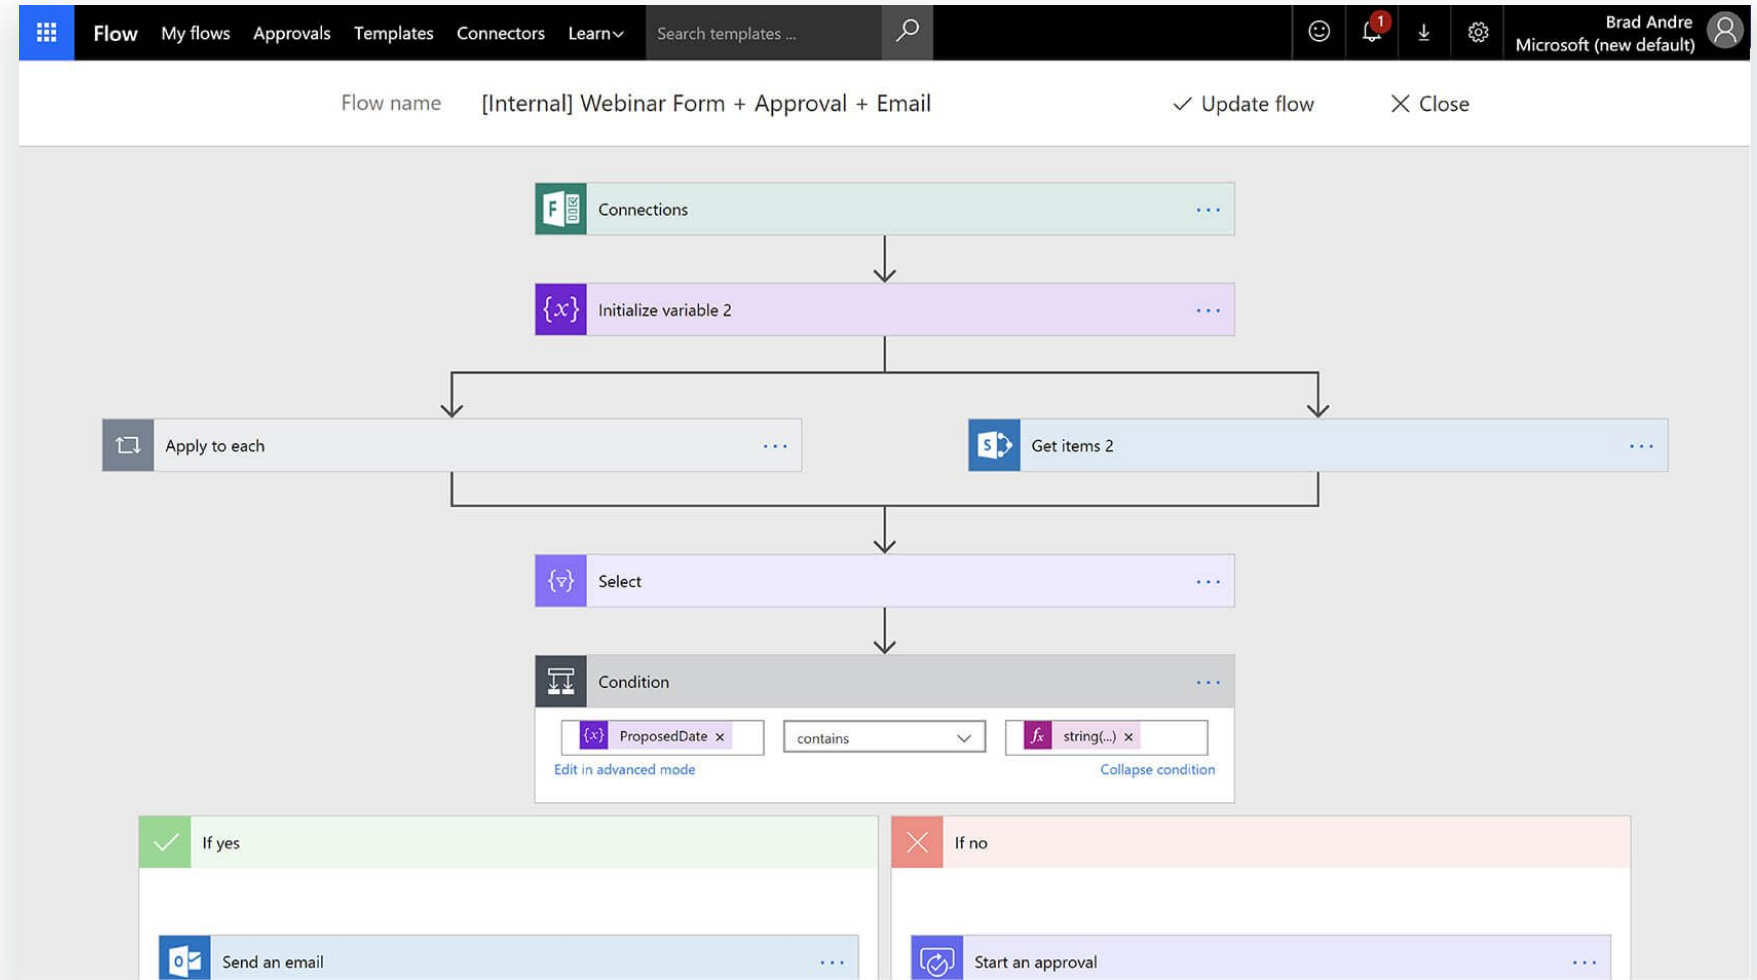 Flow My flows Approvals Templates Connectors Learn Search templates ... 1 Brad Andre
Microsoft (new default)
Flow name [Internal] Webinar Form + Approval + Email Update flow Close
F Connections ...
{x} Initialize variable 2 ...
Apply to each ...
S Get items 2 ...
Select ...
Condition ...
{x} ProposedDate × contains fx string(...) ×
Edit in advanced mode Collapse condition
If yes
If no
o Send an email ...
Start an approval ...